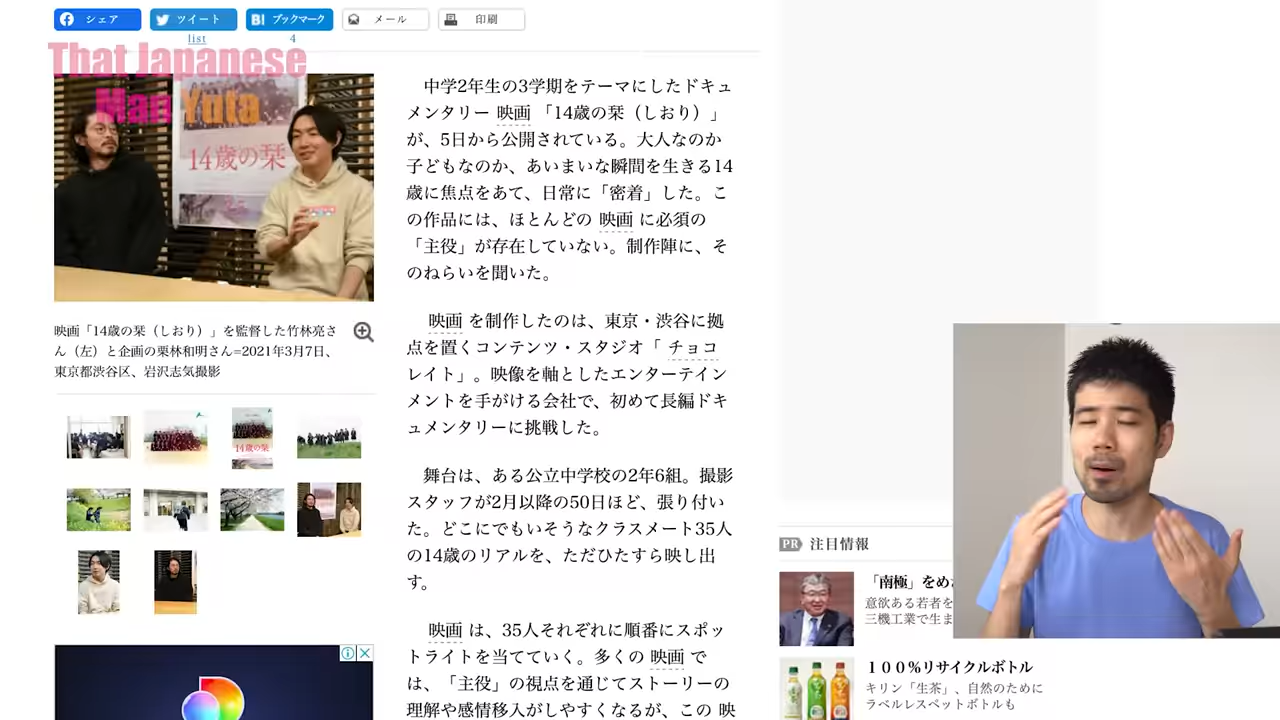 シェア
ツイート
B! ブックマーク
メール
印刷
list
4
That Japanese
Man Yuta
14歳の栞
映画「14歳の栞（しおり）」を監督した竹林亮さ
ん（左）と企画の栗林和明さん=2021年3月7日、
東京都渋谷区、岩沢志気撮影
14歳の栞
中学2年生の3学期をテーマにしたドキュ
メンタリー 映画 「14歳の栞（しおり）」
が、5日から公開されている。大人なのか
子どもなのか、あいまいな瞬間を生きる14
歳に焦点をあて、日常に「密着」した。こ
の作品には、ほとんどの 映画 に必須の
「主役」が存在していない。制作陣に、そ
のねらいを聞いた。
映画 を制作したのは、東京・渋谷に拠
点を置くコンテンツ・スタジオ「 チョコ
レイト」。映像を軸としたエンターテイン
メントを手がける会社で、初めて長編ドキ
ュメンタリーに挑戦した。
舞台は、ある公立中学校の2年6組。撮影
スタッフが2月以降の50日ほど、張り付い
た。どこにでもいそうなクラスメート35人
の14歳のリアルを、ただひたすら映し出
す。
映画 は、35人それぞれに順番にスポッ
トライトを当てていく。多くの 映画 で
は、「主役」の視点を通じてストーリーの
理解や感情移入がしやすくなるが、この 映
PR 注目情報
「南極」をめ
意欲ある若者を
三機工業で生ま
１００％リサイクルボトル
キリン「生茶」、自然のために
ラベルレスペットボトルも